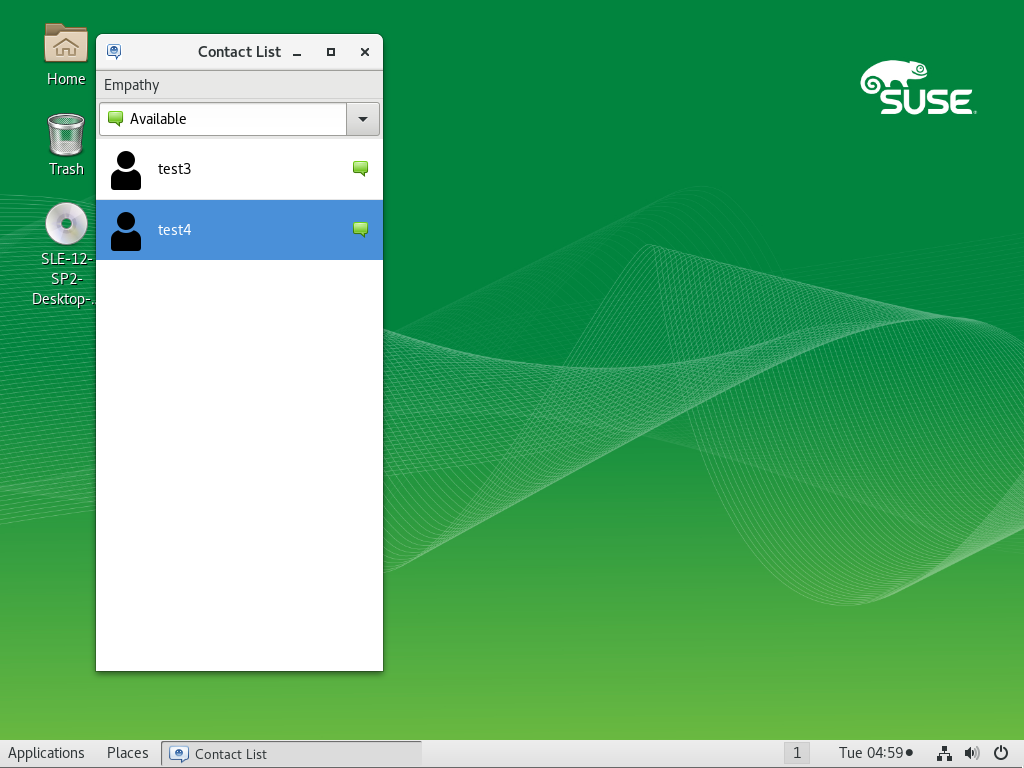 Home
Trash
SLE-12-
SP2-
Desktop-...
Contact List
Empathy
Available
test3
test4
SUSE
Applications
Places
Contact List
1
Tue 04:59